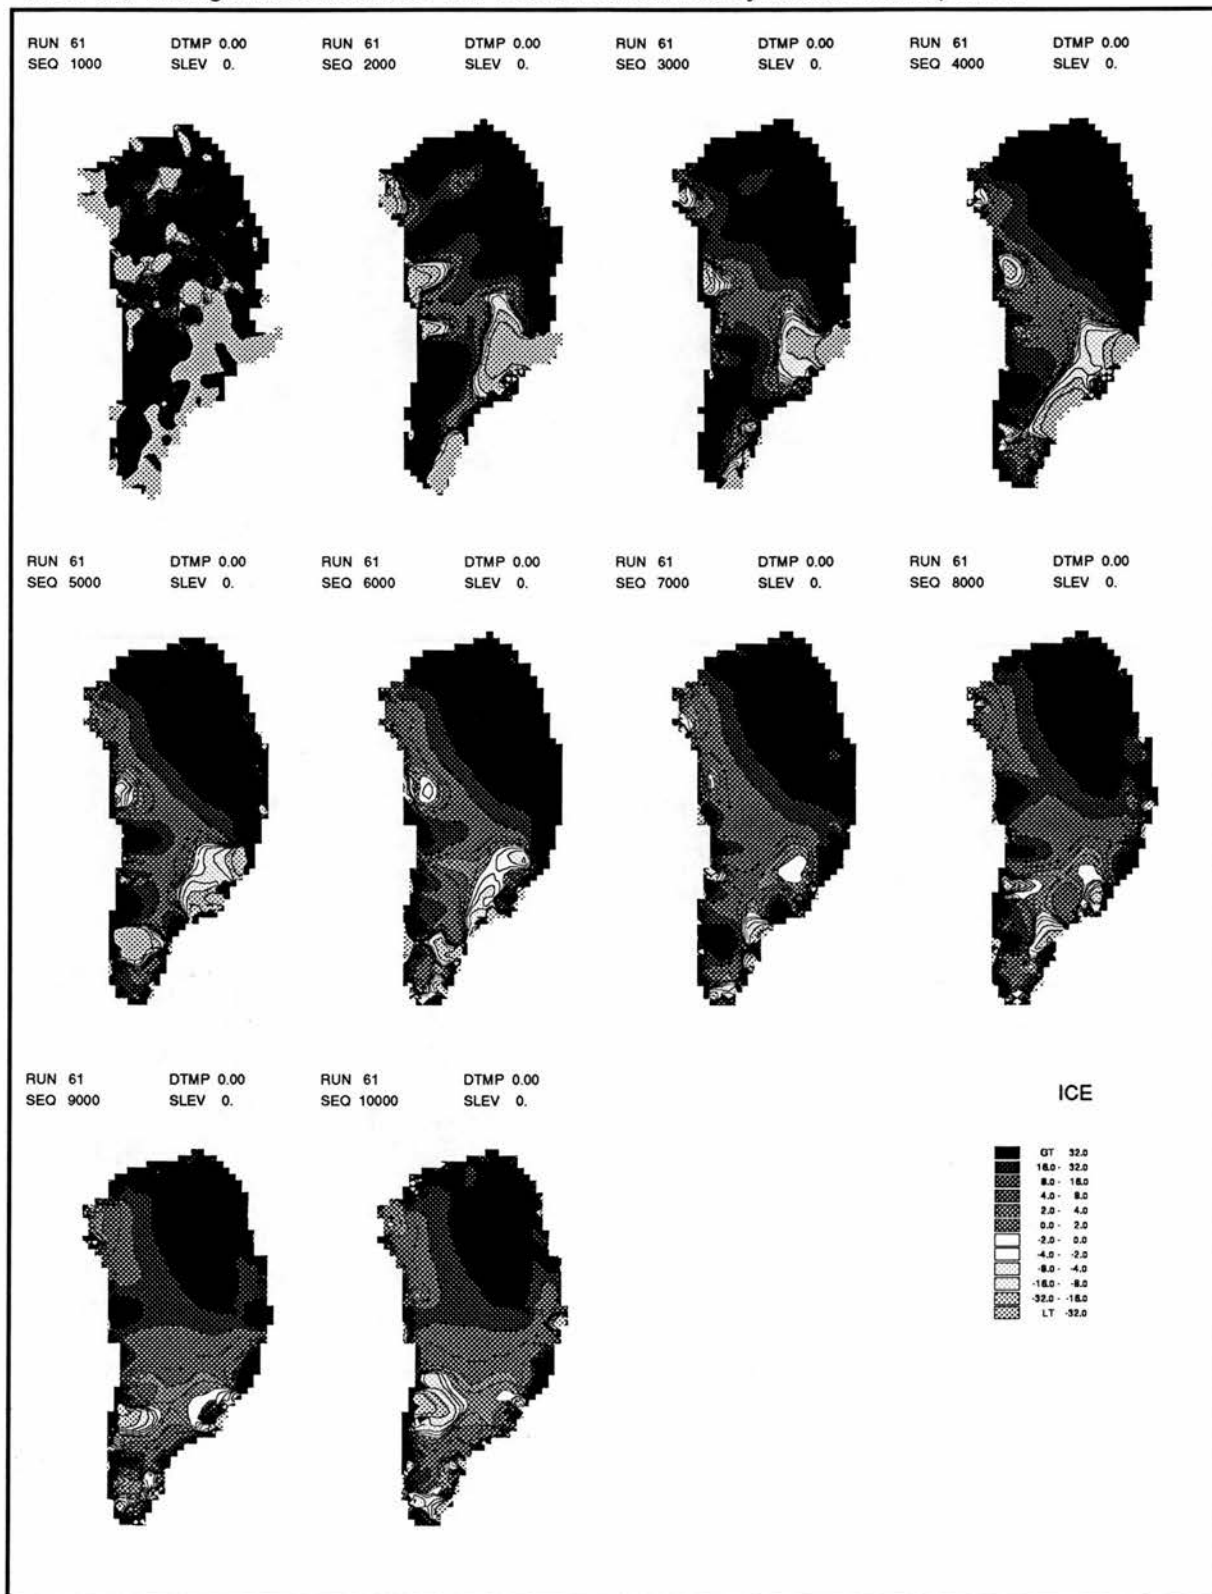 RUN 61 DTMP 0.00 RUN 61 DTMP 0.00 RUN 61 DTMP 0.00 RUN 61 DTMP 0.00
SEQ 1000 SLEV 0. SEQ 2000 SLEV 0. SEQ 3000 SLEV 0. SEQ 4000 SLEV 0.
RUN 61 DTMP 0.00 RUN 61 DTMP 0.00 RUN 61 DTMP 0.00 RUN 61 DTMP 0.00
SEQ 5000 SLEV 0. SEQ 6000 SLEV 0. SEQ 7000 SLEV 0. SEQ 8000 SLEV 0.
RUN 61 DTMP 0.00 RUN 61 DTMP 0.00
SEQ 9000 SLEV 0. SEQ 10000 SLEV 0.
ICE
GT 32.0
16.0 - 32.0
8.0 - 16.0
4.0 - 8.0
2.0 - 4.0
0.0 - 2.0
-2.0 - 0.0
-4.0 - -2.0
-8.0 - -4.0
-16.0 - -8.0
-32.0 - -16.0
LT -32.0